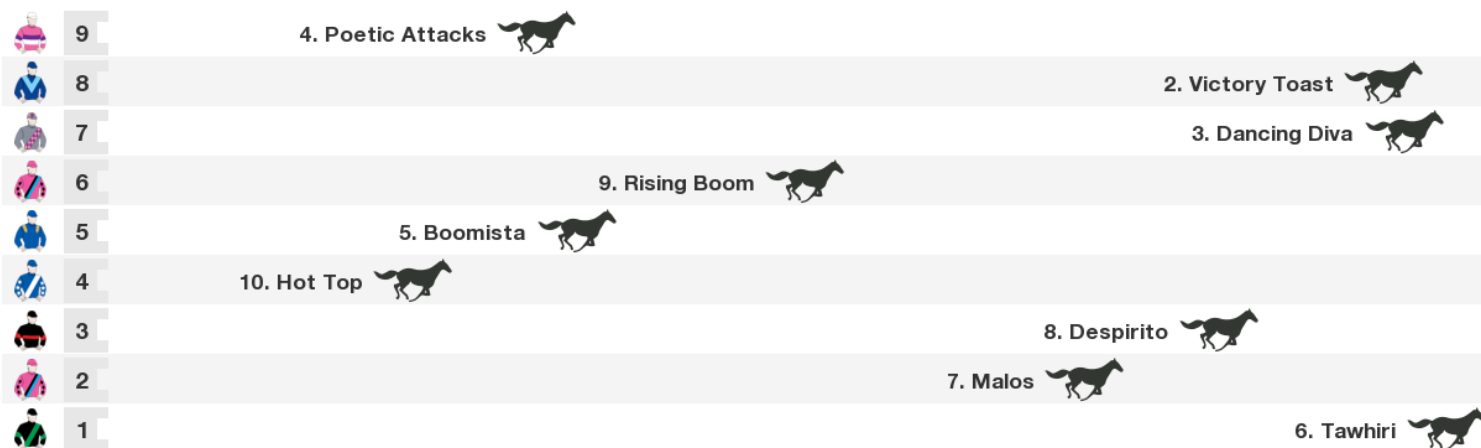 9 4. Poetic Attacks
8 2. Victory Toast
7 3. Dancing Diva
6 9. Rising Boom
5 5. Boomista
4 10. Hot Top
3 8. Despirito
2 7. Malos
1 6. Tawhiri